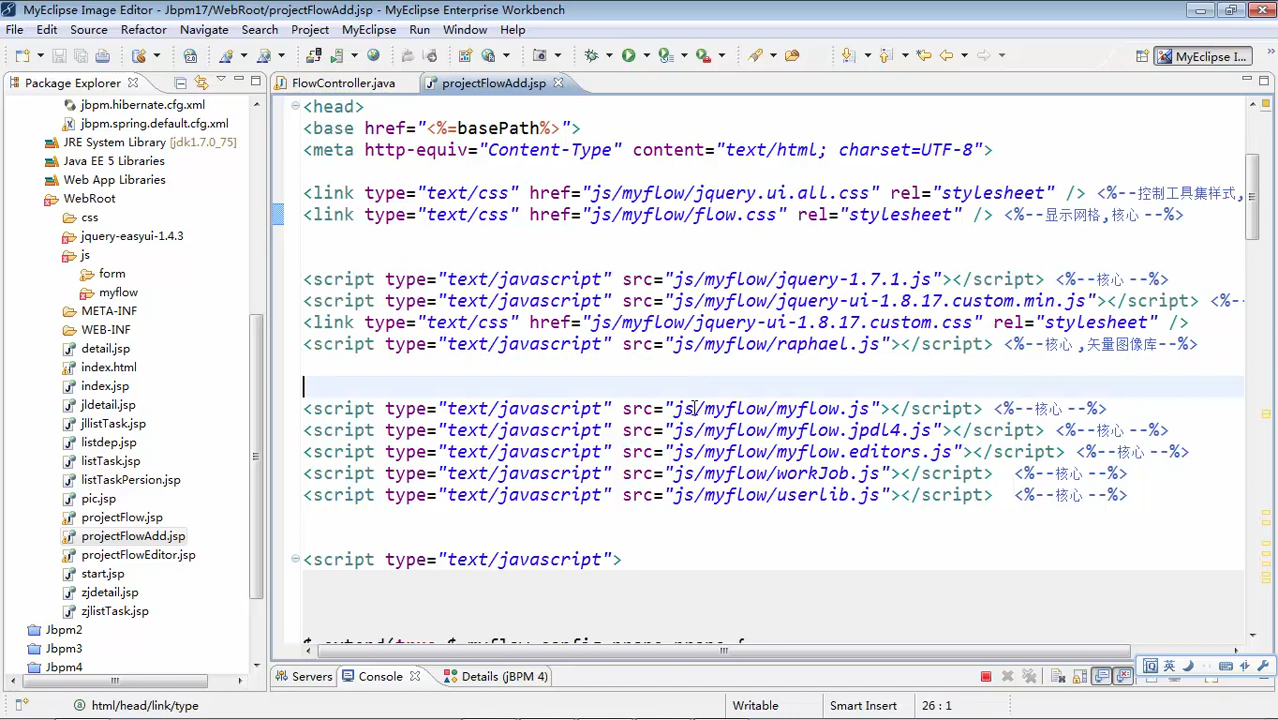 MyEclipse Image Editor - Jbpm17/WebRoot/projectFlowAdd.jsp - MyEclipse Enterprise Workbench
File Edit Source Refactor Navigate Search Project MyEclipse Run Window Help
MyEclipse I...
Package Explorer
FlowController.java
projectFlowAdd.jsp
jbpm.hibernate.cfg.xml
jbpm.spring.default.cfg.xml
JRE System Library [jdk1.7.0_75]
Java EE 5 Libraries
Web App Libraries
WebRoot
css
jquery-easyui-1.4.3
js
form
myflow
META-INF
WEB-INF
detail.jsp
index.html
index.jsp
jldetail.jsp
jllistTask.jsp
listdep.jsp
listTask.jsp
listTaskPersion.jsp
pic.jsp
projectFlow.jsp
projectFlowAdd.jsp
projectFlowEditor.jsp
start.jsp
zjdetail.jsp
zjlistTask.jsp
Jbpm2
Jbpm3
Jbpm4
<head>
<base href="<%=basePath%>">
<meta http-equiv="Content-Type" content="text/html; charset=UTF-8">
<link type="text/css" href="js/myflow/jquery.ui.all.css" rel="stylesheet" /> <%--控制工具集样式,
<link type="text/css" href="js/myflow/flow.css" rel="stylesheet" /> <%--显示网格,核心 --%>
<script type="text/javascript" src="js/myflow/jquery-1.7.1.js"></script> <%--核心 --%>
<script type="text/javascript" src="js/myflow/jquery-ui-1.8.17.custom.min.js"></script> <%--
<link type="text/css" href="js/myflow/jquery-ui-1.8.17.custom.css" rel="stylesheet" />
<script type="text/javascript" src="js/myflow/raphael.js"></script> <%--核心 ,矢量图像库--%>
<script type="text/javascript" src="js/myflow/myflow.js"></script> <%--核心 --%>
<script type="text/javascript" src="js/myflow/myflow.jpdl4.js"></script> <%--核心 --%>
<script type="text/javascript" src="js/myflow/myflow.editors.js"></script> <%--核心 --%>
<script type="text/javascript" src="js/myflow/workJob.js"></script> <%--核心 --%>
<script type="text/javascript" src="js/myflow/userlib.js"></script> <%--核心 --%>
<script type="text/javascript">
$.extend(true,$.myflow.config.props.props,{
Servers
Console
Details (jBPM 4)
英
html/head/link/type
Writable
Smart Insert
26 : 1